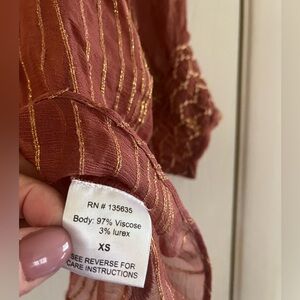 RN # 135635
Body: 97% Viscose
3% lurex
XS
SEE REVERSE FOR
CARE INSTRUCTIONS